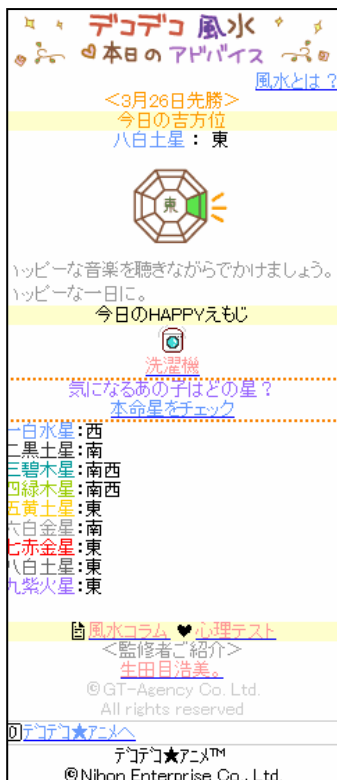 デコデコ 風水
本日のアドバイス
風水とは?
<3月26日先勝>
今日の吉方位
八白土星: 東
東
ハッピーな音楽を聴きながらでかけましょう。
ハッピーな一日に。
今日のHAPPYえもじ
洗濯機
気になるあの子はどの星?
本命星をチェック
一白水星:西
二黒土星:南
三碧木星:南西
四緑木星:南西
五黄土星:東
六白金星:南
七赤金星:東
八白土星:東
九紫火星:東
風水コラム ♥心理テスト
<監修者ご紹介>
生田目浩美。
©GT-Agency Co. Ltd.
All rights reserved
0デコデコ★アニメへ
デコデコ★アニメ™
©Nihon Enterprise Co., Ltd.